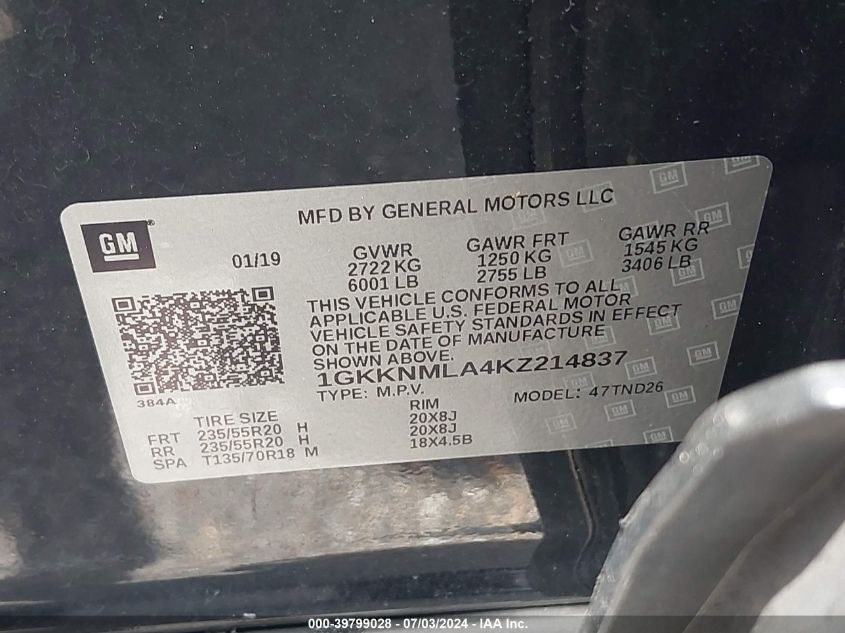 MFD BY GENERAL MOTORS LLC
GM®
01/19
GVWR
2722 KG
6001 LB
GAWR FRT
1250 KG
2755 LB
GAWR RR
1545 KG
3406 LB
THIS VEHICLE CONFORMS TO ALL
APPLICABLE U.S. FEDERAL MOTOR
VEHICLE SAFETY STANDARDS IN EFFECT
ON THE DATE OF MANUFACTURE
SHOWN ABOVE.
1GKKNMLA4KZ214837
TYPE: M.P.V. MODEL: 47TND26
384A
TIRE SIZE RIM
FRT 235/55R20 H 20X8J
RR 235/55R20 H 20X8J
SPA T135/70R18 M 18X4.5B
000-39799028 - 07/03/2024 - IAA Inc.